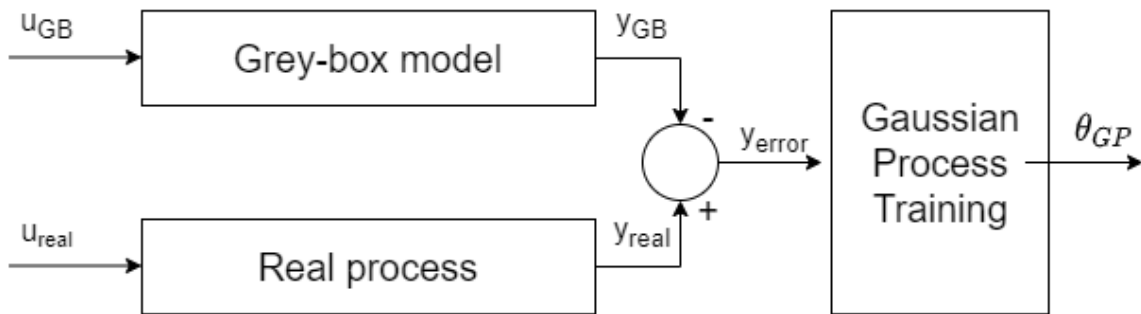 u_GB
y_GB
Grey-box model
-
Gaussian
Process
Training
y_error
θ_GP
+
u_real
y_real
Real process